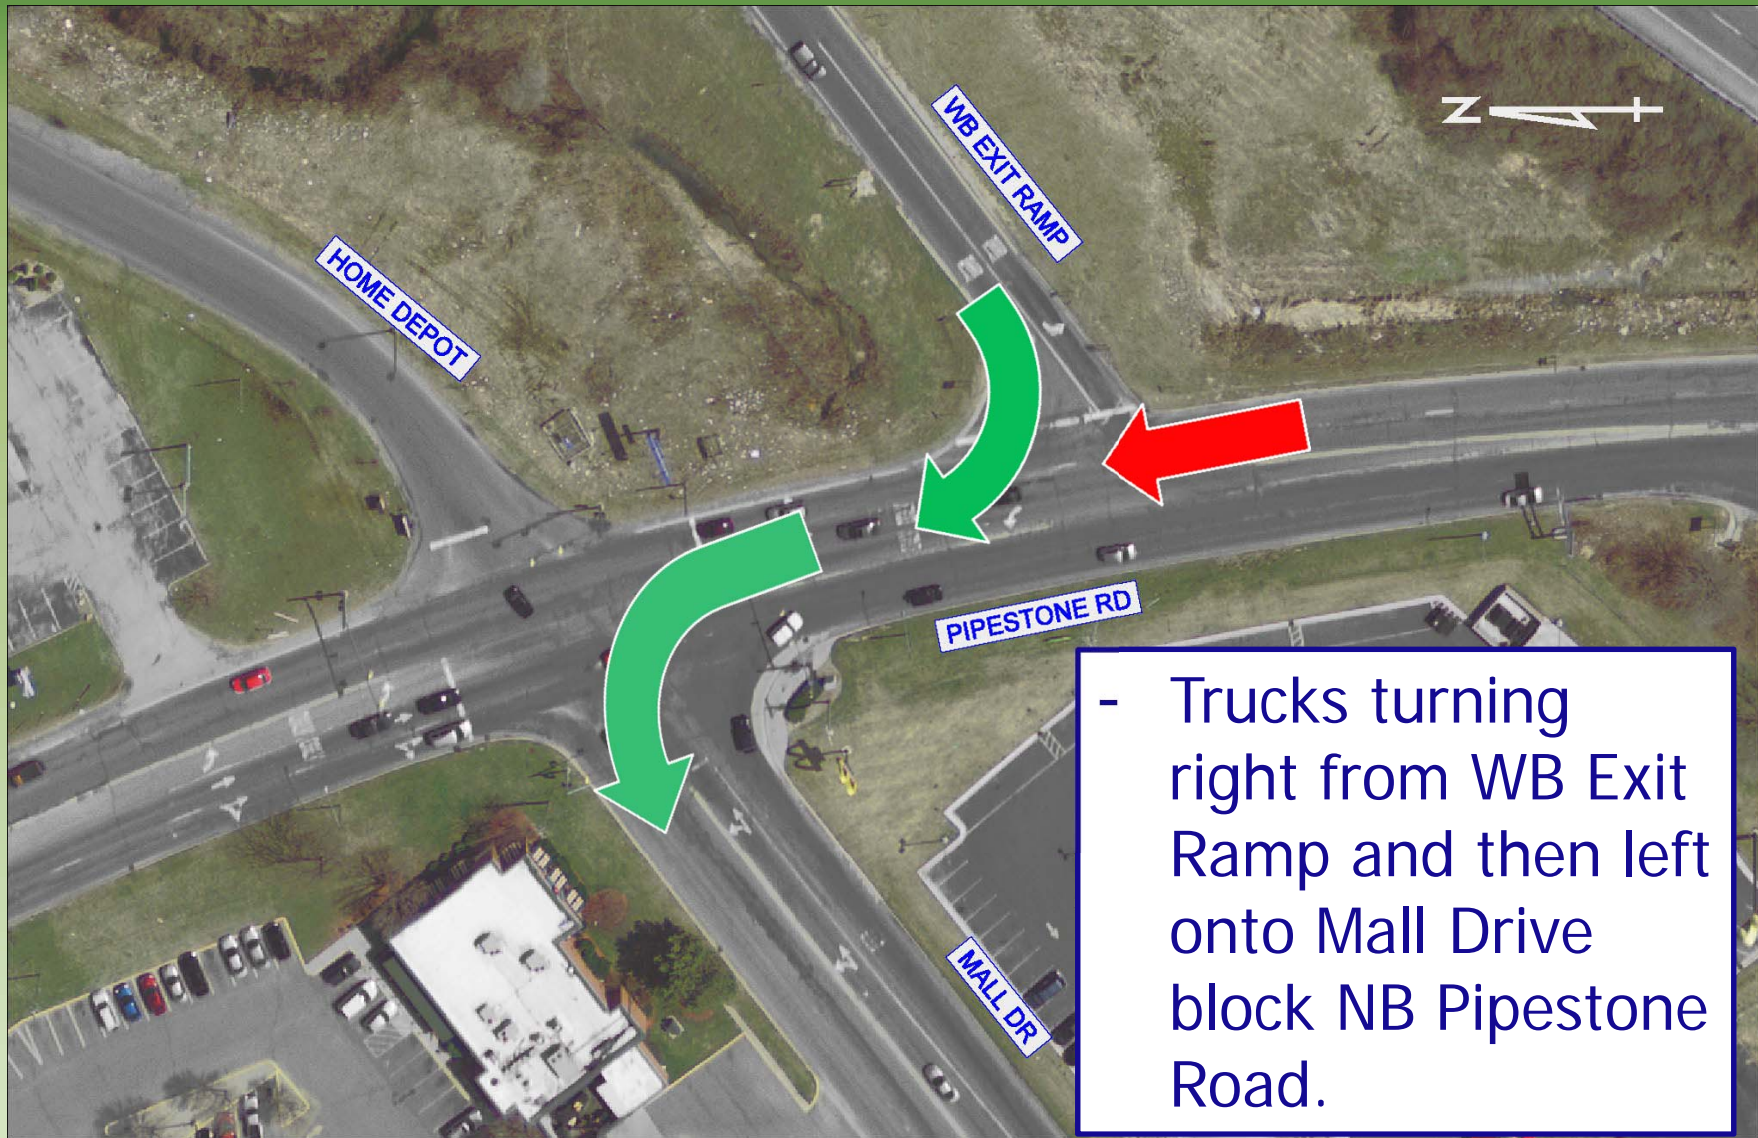 WB EXIT RAMP
Z
HOME DEPOT
PIPESTONE RD
- Trucks turning
right from WB Exit
Ramp and then left
onto Mall Drive
block NB Pipestone
Road.
MALL DR